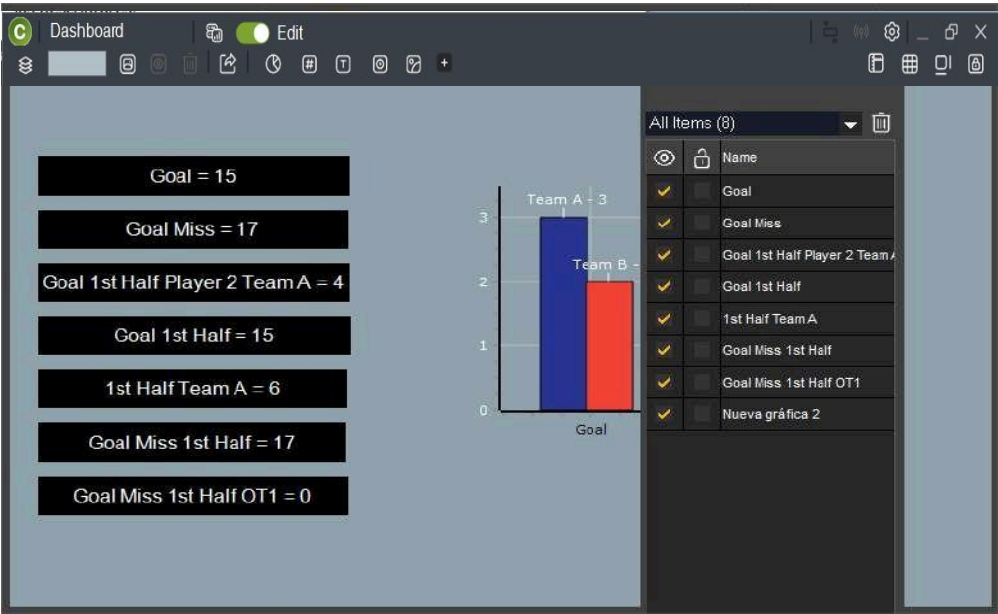 C Dashboard Edit
All Items (8)
Name
Goal
Goal Miss
Goal 1st Half Player 2 Team
Goal 1st Half
1st Half Team A
Goal Miss 1st Half
Goal Miss 1st Half OT1
Nueva gráfica 2
Goal = 15
Goal Miss = 17
Goal 1st Half Player 2 Team A = 4
Goal 1st Half = 15
1st Half Team A = 6
Goal Miss 1st Half = 17
Goal Miss 1st Half OT1 = 0
Team A - 3
3
Team B -
2
1
0
Goal